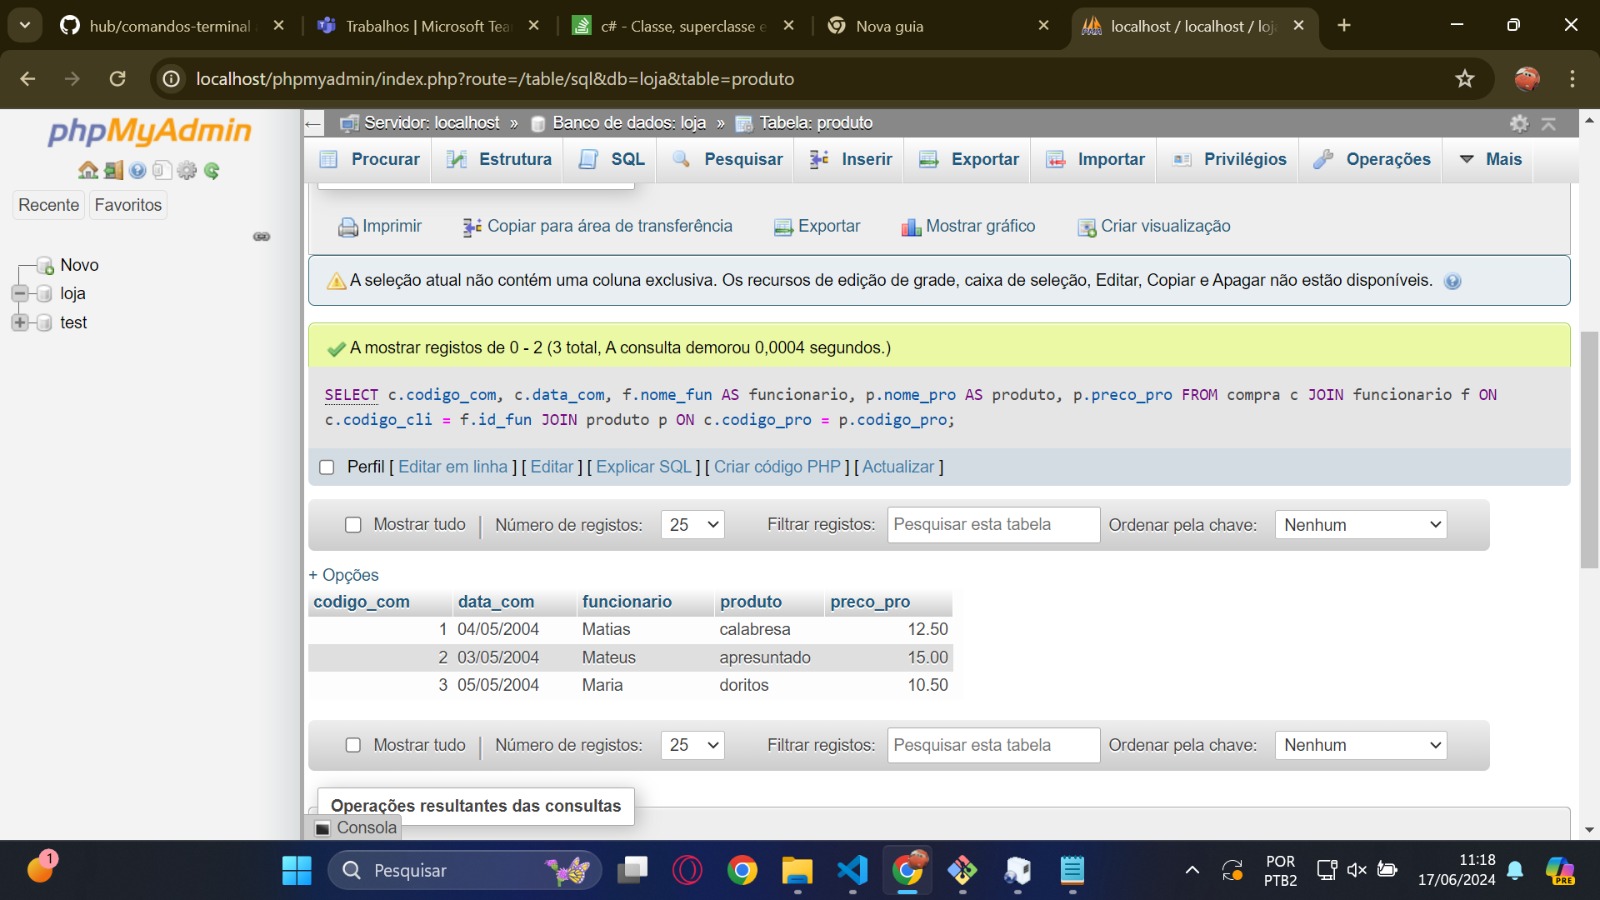 hub/comandos-terminal
Trabalhos | Microsoft Tea
c# - Classe, superclasse e
Nova guia
localhost / localhost / loj
localhost/phpmyadmin/index.php?route=/table/sql&db=loja&table=produto
phpMyAdmin
Recente
Favoritos
Novo
loja
test
Servidor: localhost » Banco de dados: loja » Tabela: produto
Procurar
Estrutura
SQL
Pesquisar
Inserir
Exportar
Importar
Privilégios
Operações
Mais
Imprimir
Copiar para área de transferência
Exportar
Mostrar gráfico
Criar visualização
A seleção atual não contém uma coluna exclusiva. Os recursos de edição de grade, caixa de seleção, Editar, Copiar e Apagar não estão disponíveis.
A mostrar registos de 0 - 2 (3 total, A consulta demorou 0,0004 segundos.)
SELECT c.codigo_com, c.data_com, f.nome_fun AS funcionario, p.nome_pro AS produto, p.preco_pro FROM compra c JOIN funcionario f ON
c.codigo_cli = f.id_fun JOIN produto p ON c.codigo_pro = p.codigo_pro;
Perfil [ Editar em linha ] [ Editar ] [ Explicar SQL ] [ Criar código PHP ] [ Actualizar ]
Mostrar tudo | Número de registos: 25 Filtrar registos: Pesquisar esta tabela Ordenar pela chave: Nenhum
+ Opções
codigo_com data_com funcionario produto preco_pro
1 04/05/2004 Matias calabresa 12.50
2 03/05/2004 Mateus apresuntado 15.00
3 05/05/2004 Maria doritos 10.50
Mostrar tudo | Número de registos: 25 Filtrar registos: Pesquisar esta tabela Ordenar pela chave: Nenhum
Operações resultantes das consultas
Consola
1
Pesquisar
POR
PTB2
11:18
17/06/2024
PRE